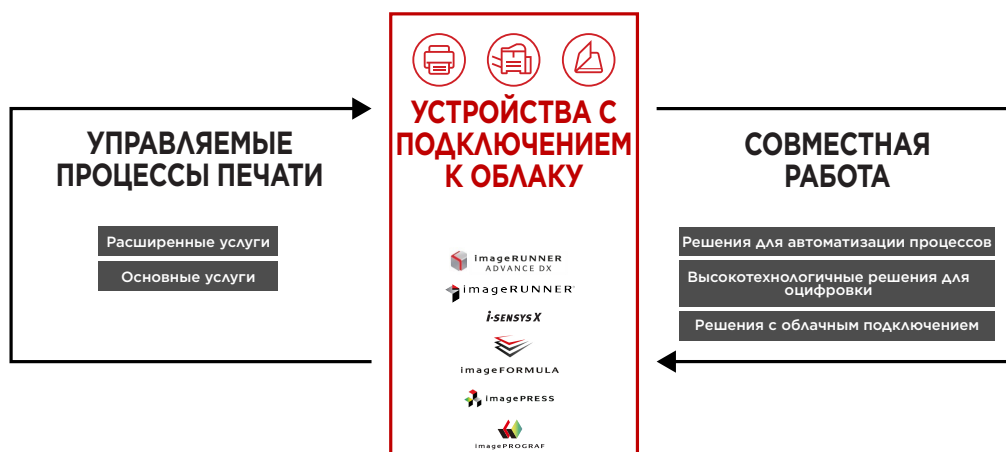 УПРАВЛЯЕМЫЕ
ПРОЦЕССЫ ПЕЧАТИ
Расширенные услуги
Основные услуги
УСТРОЙСТВА С
ПОДКЛЮЧЕНИЕМ
К ОБЛАКУ
imageRUNNER
ADVANCE DX
imageRUNNER
i-SENSYS X
imageFORMULA
imagePRESS
imagePROGRAF
СОВМЕСТНАЯ
РАБОТА
Решения для автоматизации процессов
Высокотехнологичные решения для
оцифровки
Решения с облачным подключением